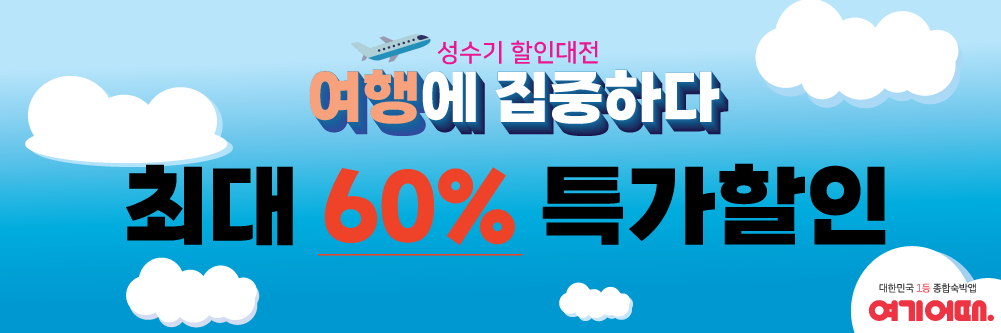 성수기 할인대전
여행에 집중하다
최대 60% 특가할인
대한민국 1등 종합숙박앱
여기어때.